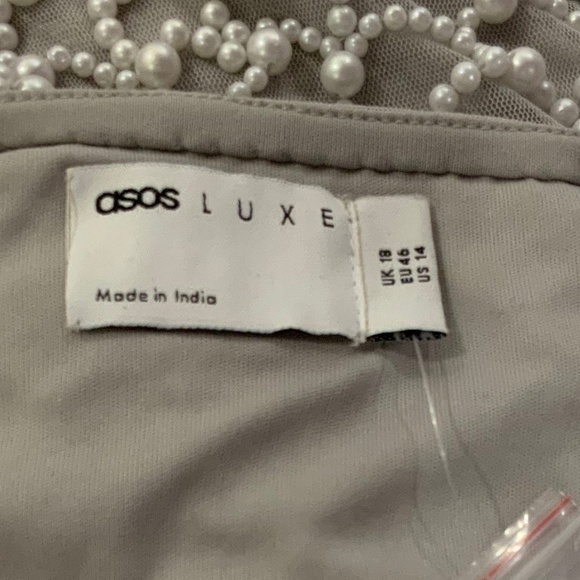 asos LUXE
Made in India
UK 18
EU 46
US 14